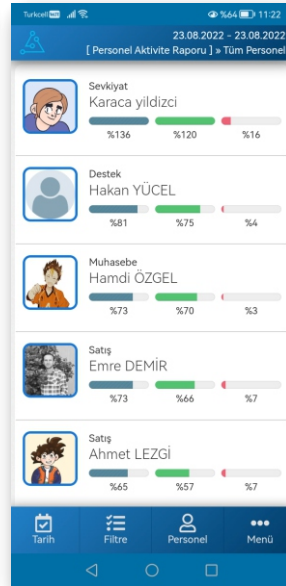 Turkcell %64 11:22
23.08.2022 - 23.08.2022
[ Personel Aktivite Raporu ] » Tüm Personel
Sevkiyat
Karaca yildizci
%136 %120 %16
Destek
Hakan YÜCEL
%81 %75 %4
Muhasebe
Hamdi ÖZGEL
%73 %70 %3
Satış
Emre DEMİR
%73 %66 %7
Satış
Ahmet LEZGİ
%65 %57 %7
Tarih Filtre Personel Menü